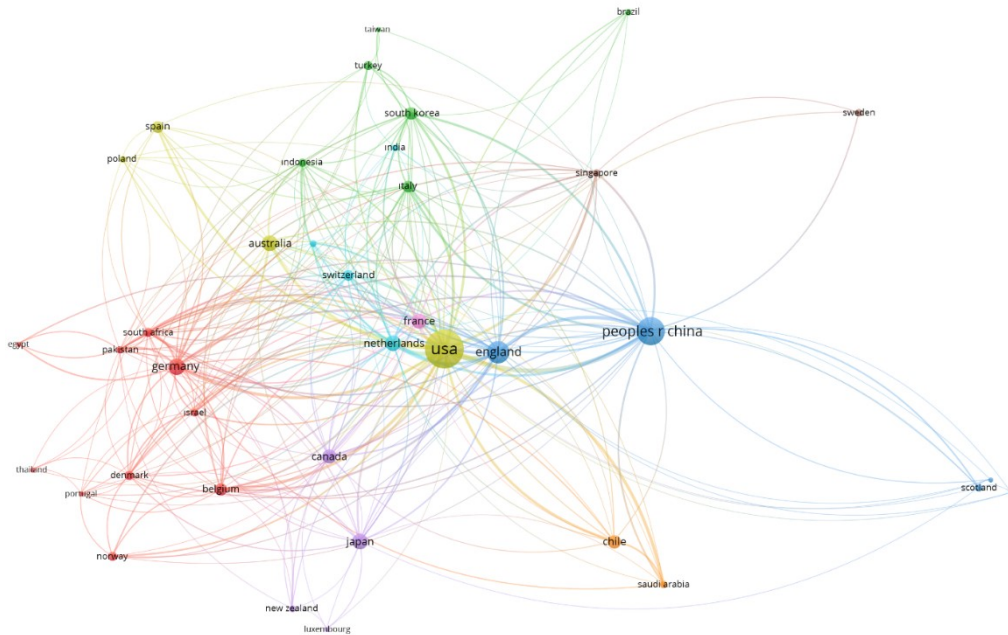 brazil
taiwan
turkey
south korea
sweden
spain
india
poland
indonesia
singapore
italy
australia
switzerland
france
peoples r china
south africa
egypt
netherlands
usa
england
pakistan
germany
israel
canada
thailand
denmark
scotland
belgium
portugal
japan
chile
norway
saudi arabia
new zealand
luxembourg